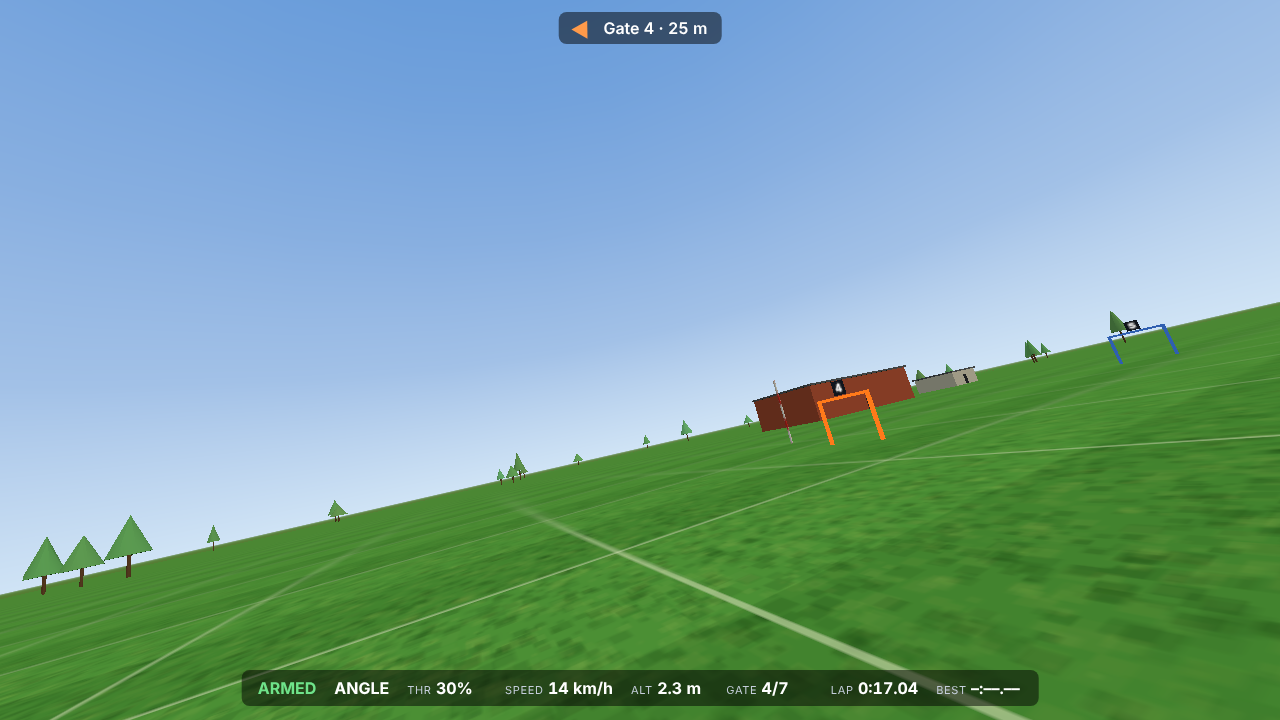 Gate 4 · 25 m
4
ARMED ANGLE THR 30% SPEED 14 km/h ALT 2.3 m GATE 4/7 LAP 0:17.04 BEST –:––.––